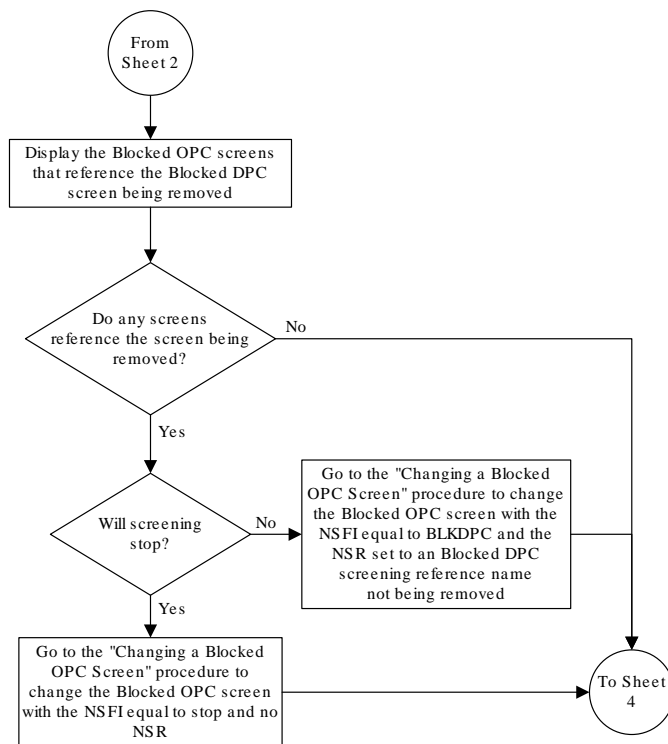 From
Sheet 2
Display the Blocked OPC screens
that reference the Blocked DPC
screen being removed
Do any screens
reference the screen being
removed?
No
Yes
Will screening
stop?
No
Go to the "Changing a Blocked
OPC Screen" procedure to change
the Blocked OPC screen with the
NSFI equal to BLKDPC and the
NSR set to an Blocked DPC
screening reference name
not being removed
Yes
Go to the "Changing a Blocked
OPC Screen" procedure to
change the Blocked OPC screen
with the NSFI equal to stop and no
NSR
To Sheet
4